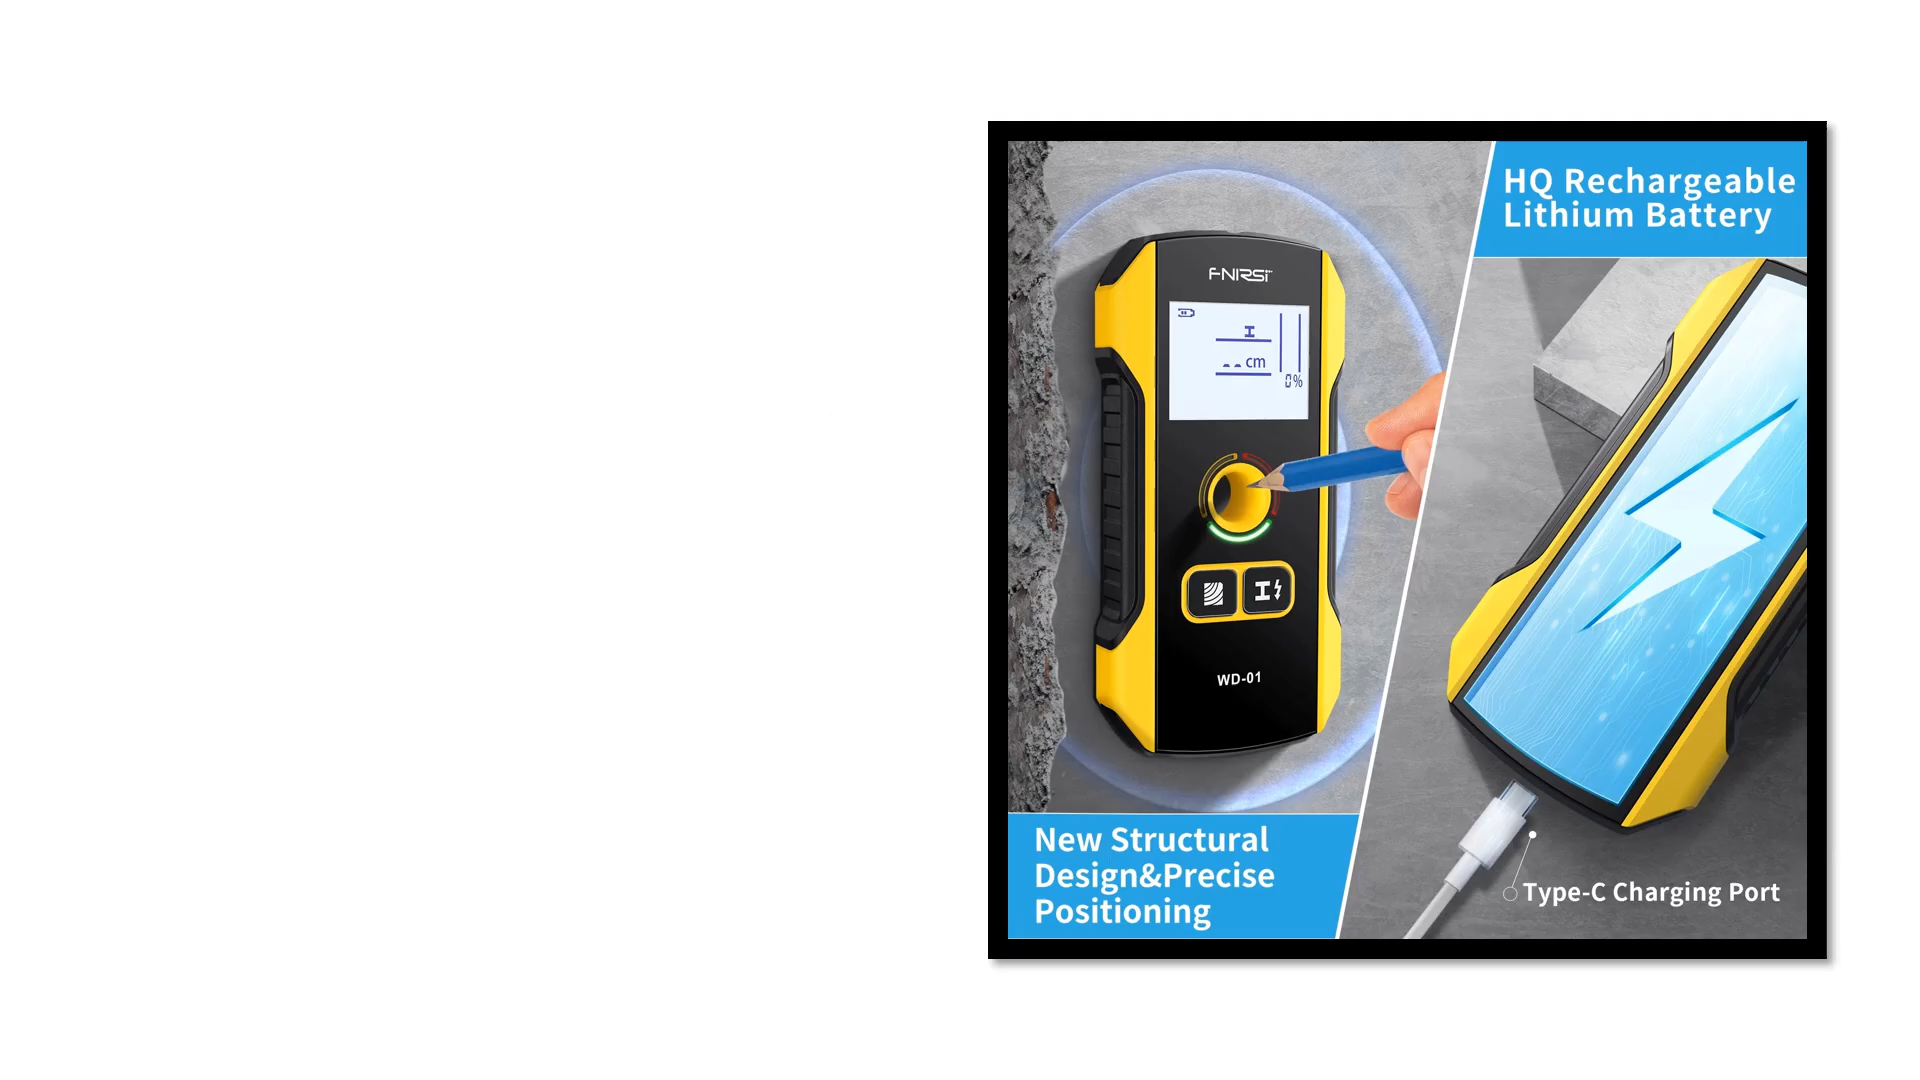 FNIRSI
cm
0%
WD-01
New Structural
Design&Precise
Positioning
HQ Rechargeable
Lithium Battery
Type-C Charging Port